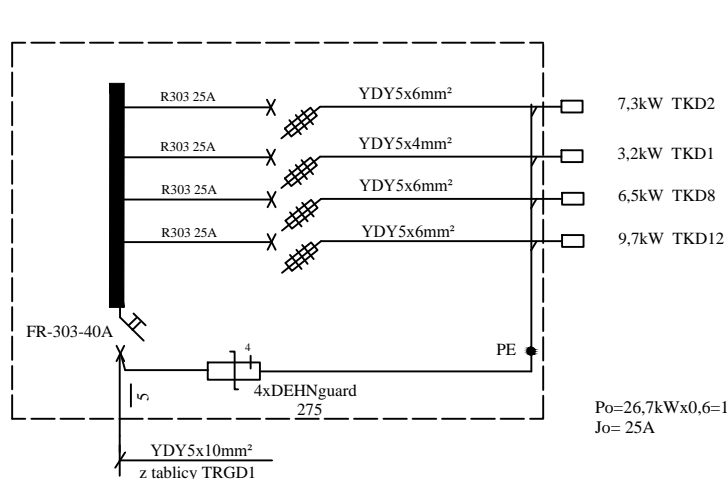 R303 25A YDY5x6mm² 7,3kW TKD2
R303 25A YDY5x4mm² 3,2kW TKD1
R303 25A YDY5x6mm² 6,5kW TKD8
R303 25A YDY5x6mm² 9,7kW TKD12
FR-303-40A
4
PE
5
4xDEHNguard
275
Po=26,7kWx0,6=1
Jo= 25A
YDY5x10mm²
z tablicy TRGD1